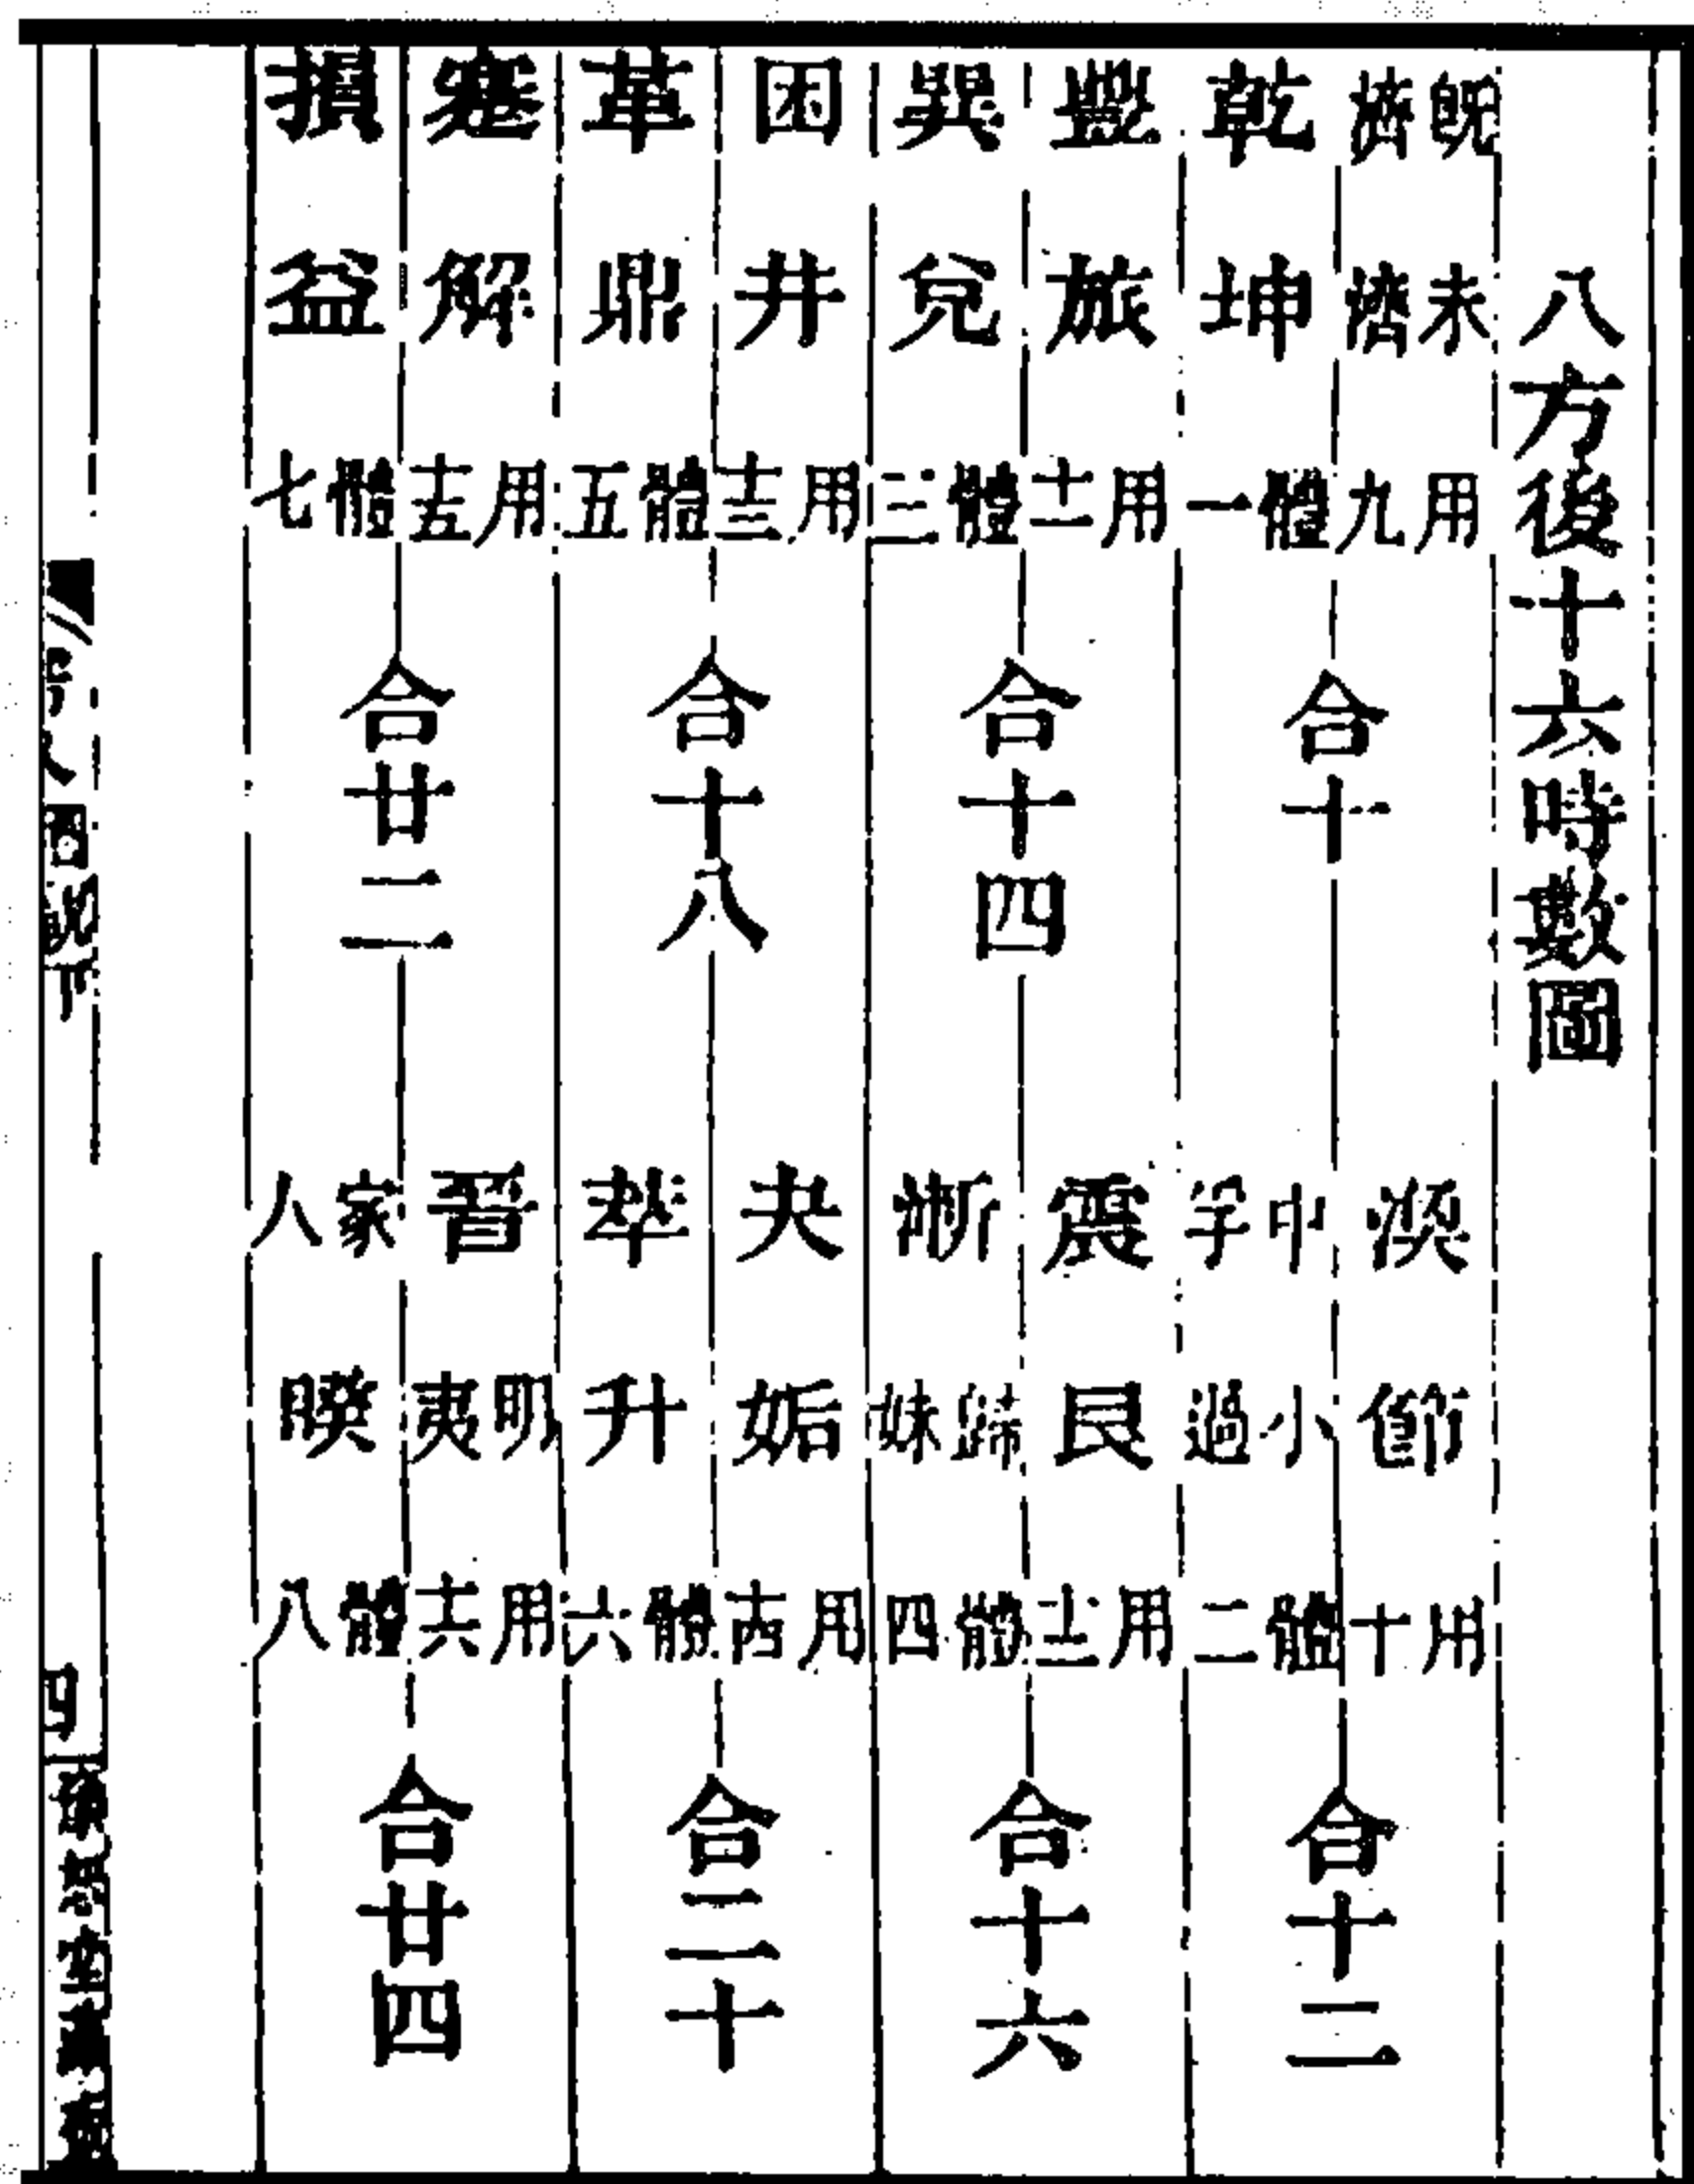 八方後十六時數圖
既濟 未濟 用九
乾 坤 體一
合十
渙 節 用十
中孚 小過 體二
合十二
豐 旅 用十一
巽 兌 體三
合十四
震 艮 用十二
漸 歸妹 體四
合十六
困 井 用十三
革 鼎 體五
合十八
夬 姤 用十四
萃 升 體六
合二十
蹇 解 用十五
損 益 體七
合廿二
晉 明夷 用十六
家人 睽 體八
合廿四
圖說下
四